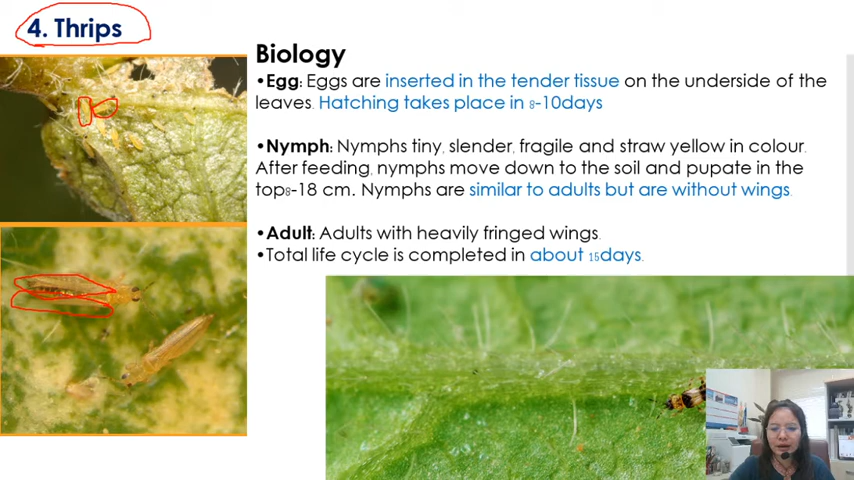 4. Thrips
Biology
•Egg: Eggs are inserted in the tender tissue on the underside of the
leaves. Hatching takes place in 8-10days
•Nymph: Nymphs tiny, slender, fragile and straw yellow in colour.
After feeding, nymphs move down to the soil and pupate in the
top8-18 cm. Nymphs are similar to adults but are without wings.
•Adult: Adults with heavily fringed wings.
•Total life cycle is completed in about 15days.